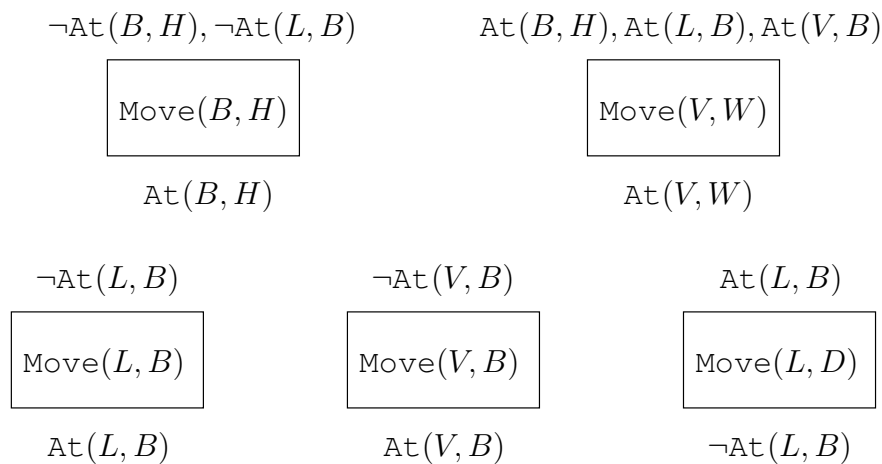 ¬At(B, H), ¬At(L, B) At(B, H), At(L, B), At(V, B)
Move(B, H) Move(V, W)
At(B, H) At(V, W)
¬At(L, B) ¬At(V, B) At(L, B)
Move(L, B) Move(V, B) Move(L, D)
At(L, B) At(V, B) ¬At(L, B)